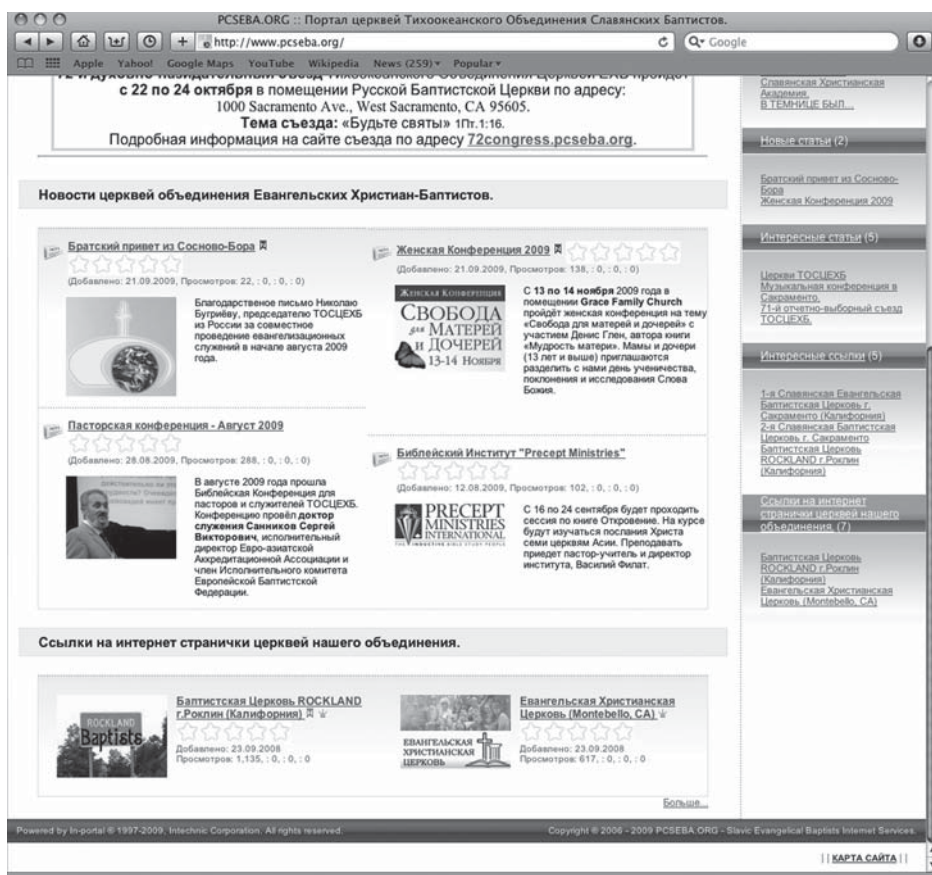 PCSEBA.ORG :: Портал церквей Тихоокеанского Объединения Славянских Баптистов.
http://www.pcseba.org/
Google
Apple Yahoo! Google Maps YouTube Wikipedia News (259) Popular
72-й духовно-назидательный съезд Тихоокеанского Объединения Церквей ЕХБ пройдет
с 22 по 24 октября в помещении Русской Баптистской Церкви по адресу:
1000 Sacramento Ave., West Sacramento, CA 95605.
Тема съезда: «Будьте святы» 1Пт.1:16.
Подробная информация на сайте съезда по адресу 72congress.pcseba.org.
Новости церквей объединения Евангельских Христиан-Баптистов.
Братский привет из Сосново-Бора
(Добавлено: 21.09.2009, Просмотров: 22, : 0, : 0, : 0)
Благодарственое письмо Николаю
Бугриёву, председателю ТОСЦЕХБ
из России за совместное
проведение евангелизационных
служений в начале августа 2009
года.
Женская Конференция 2009
(Добавлено: 21.09.2009, Просмотров: 138, : 0, : 0, : 0)
Женская Конференция
Свобода
для Матерей
и Дочерей
13-14 Ноября
С 13 по 14 ноября 2009 года в
помещении Grace Family Church
пройдёт женская конференция на тему
«Свобода для матерей и дочерей» с
участием Денис Глен, автора книги
«Мудрость матери». Мамы и дочери
(13 лет и выше) приглашаются
разделить с нами день ученичества,
поклонения и исследования Слова
Божия.
Пасторская конференция - Август 2009
(Добавлено: 28.08.2009, Просмотров: 288, : 0, : 0, : 0)
В августе 2009 года прошла
Библейская Конференция для
пасторов и служителей ТОСЦЕХБ.
Конференцию провёл доктор
служения Санников Сергей
Викторович, исполнительный
директор Евро-азиатской
Аккредитационной Ассоциации и
член Исполнительного комитета
Европейской Баптистской
Федерации.
Библейский Институт "Precept Ministries"
(Добавлено: 12.08.2009, Просмотров: 102, : 0, : 0, : 0)
PRECEPT
MINISTRIES
INTERNATIONAL
THE INDUCTIVE BIBLE STUDY PEOPLE
С 16 по 24 сентября будет проходить
сессия по книге Откровение. На курсе
будут изучаться послания Христа
семи церквям Асии. Преподавать
приедет пастор-учитель и директор
института, Василий Филат.
Ссылки на интернет странички церквей нашего объединения.
ROCKLAND
Baptists
Баптистская Церковь ROCKLAND
г.Роклин (Калифорния)
Добавлено: 23.09.2008
Просмотров: 1,135, : 0, : 0, : 0
ЕВАНГЕЛЬСКАЯ
ХРИСТИАНСКАЯ
ЦЕРКОВЬ
Евангельская Христианская
Церковь (Montebello, CA)
Добавлено: 23.09.2008
Просмотров: 617, : 0, : 0, : 0
Больше...
Славянская Христианская
Академия.
В ТЕМНИЦЕ БЫЛ...
Новые статьи (2)
Братский привет из Сосново-
Бора
Женская Конференция 2009
Интересные статьи (5)
Церкви ТОСЦЕХБ
Музыкальная конференция в
Сакраменто.
71-й отчетно-выборный съезд
ТОСЦЕХБ.
Интересные ссылки (5)
1-я Славянская Евангельская
Баптистская Церковь г.
Сакраменто (Калифорния)
2-я Славянская Баптистская
Церковь г. Сакраменто
Баптистская Церковь
ROCKLAND г.Роклин
(Калифорния)
Ссылки на интернет
странички церквей нашего
объединения. (7)
Баптистская Церковь
ROCKLAND г.Роклин
(Калифорния)
Евангельская Христианская
Церковь (Montebello, CA)
Powered by In-portal © 1997-2009, Intechnic Corporation. All rights reserved.
Copyright © 2006 - 2009 PCSEBA.ORG - Slavic Evangelical Baptists Internet Services.
| | КАРТА САЙТА | |